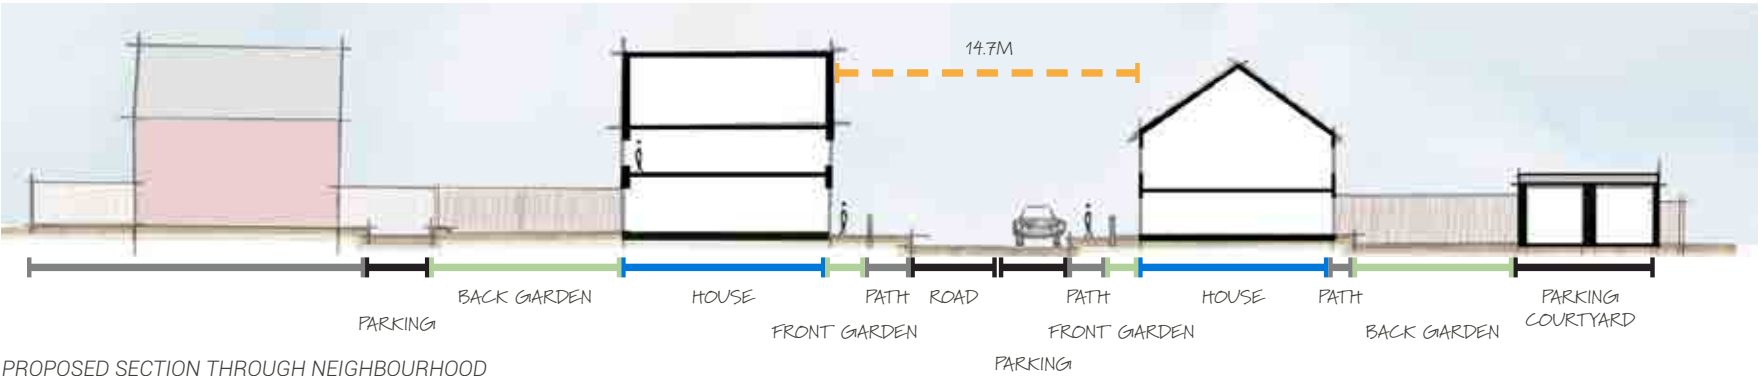 14.7M
BACK GARDEN
HOUSE
PATH
ROAD
PATH
HOUSE
PATH
PARKING
COURTYARD
PARKING
FRONT GARDEN
FRONT GARDEN
BACK GARDEN
PARKING
PROPOSED SECTION THROUGH NEIGHBOURHOOD